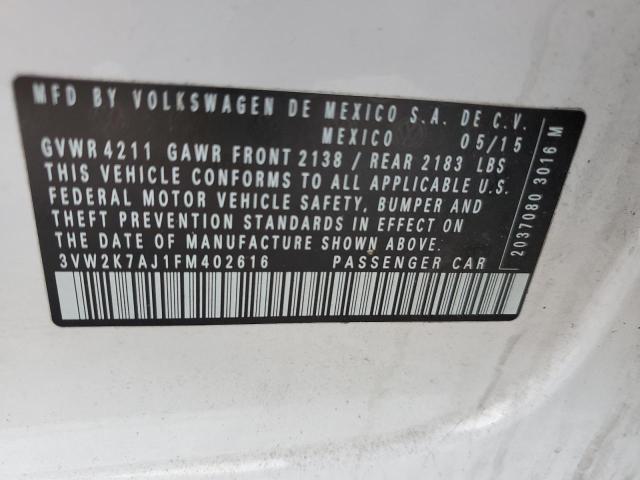 MFD BY VOLKSWAGEN DE MEXICO S.A. DE C.V.
MEXICO 05/15
GVWR 4211 GAWR FRONT 2138 / REAR 2183 LBS
THIS VEHICLE CONFORMS TO ALL APPLICABLE U.S.
FEDERAL MOTOR VEHICLE SAFETY, BUMPER AND
THEFT PREVENTION STANDARDS IN EFFECT ON
THE DATE OF MANUFACTURE SHOWN ABOVE.
3VW2K7AJ1FM402616 PASSENGER CAR
2037080 3016 M